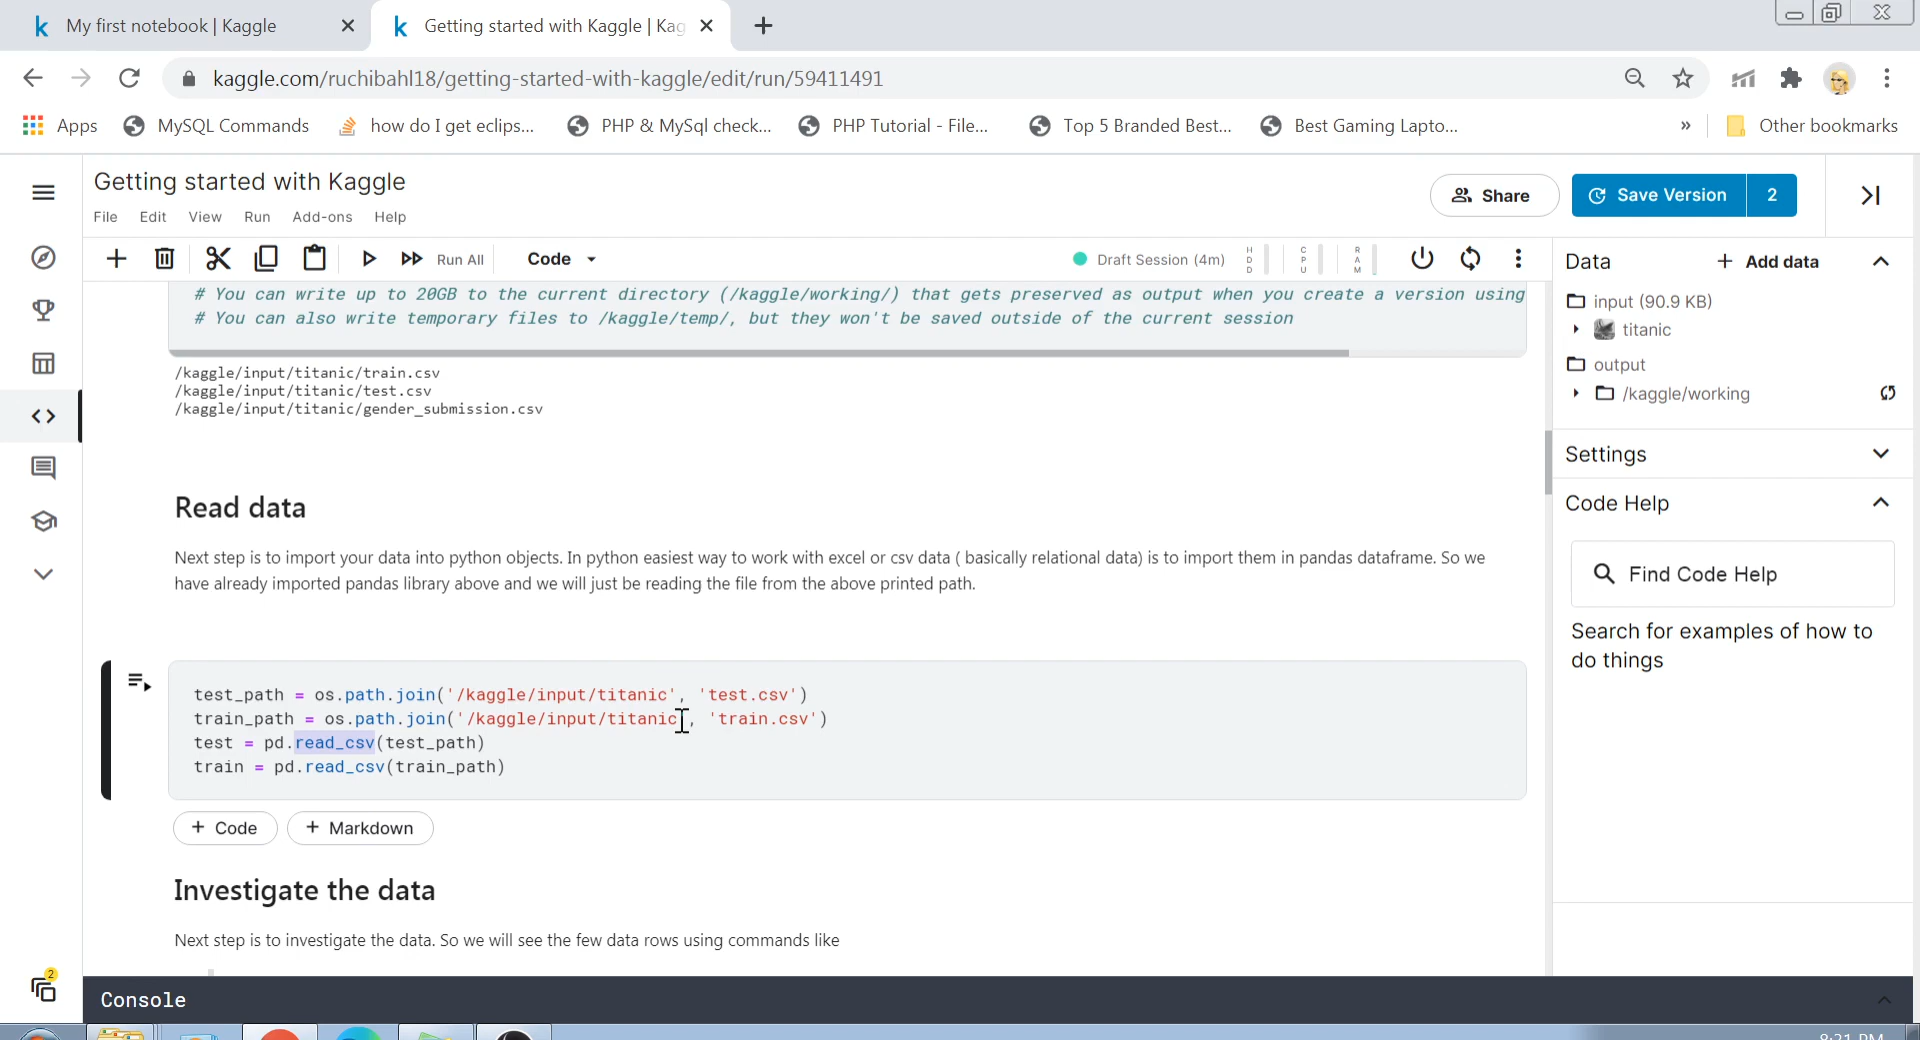 My first notebook | Kaggle
Getting started with Kaggle | Kag
kaggle.com/ruchibahl18/getting-started-with-kaggle/edit/run/59411491
Apps MySQL Commands how do I get eclips... PHP & MySql check... PHP Tutorial - File... Top 5 Branded Best... Best Gaming Lapto... » Other bookmarks
Getting started with Kaggle
File Edit View Run Add-ons Help
Share
Save Version 2
Run All Code Draft Session (4m) HDD CPU RAM
# You can write up to 20GB to the current directory (/kaggle/working/) that gets preserved as output when you create a version using
# You can also write temporary files to /kaggle/temp/, but they won't be saved outside of the current session
/kaggle/input/titanic/train.csv
/kaggle/input/titanic/test.csv
/kaggle/input/titanic/gender_submission.csv
Read data
Next step is to import your data into python objects. In python easiest way to work with excel or csv data ( basically relational data) is to import them in pandas dataframe. So we
have already imported pandas library above and we will just be reading the file from the above printed path.
test_path = os.path.join('/kaggle/input/titanic', 'test.csv')
train_path = os.path.join('/kaggle/input/titanic', 'train.csv')
test = pd.read_csv(test_path)
train = pd.read_csv(train_path)
+ Code + Markdown
Investigate the data
Next step is to investigate the data. So we will see the few data rows using commands like
Data
+ Add data
input (90.9 KB)
titanic
output
/kaggle/working
Settings
Code Help
Find Code Help
Search for examples of how to
do things
2
Console
8:31 PM